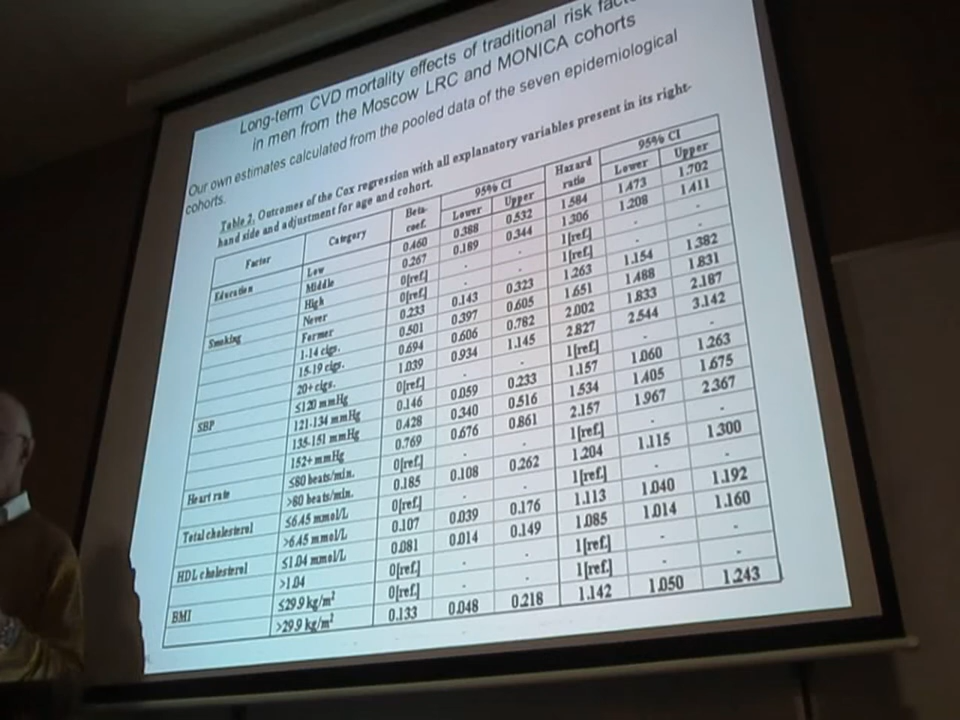 Long-term CVD mortality effects of traditional risk
in men from the Moscow LRC and MONICA cohorts
Our own estimates calculated from the pooled data of the seven epidemiological
cohorts.
Table 2. Outcomes of the Cox regression with all explanatory variables present in its right-
hand side and adjustment for age and cohort.
Factor Category Beta-coef. 95% CI Lower Upper Hazard ratio 95% CI Lower Upper
Education Low 0.460 0.388 0.532 1.584 1.473 1.702
Middle 0.267 0.189 0.344 1.306 1.208 1.411
High 0[ref.] . . 1[ref.] . .
Smoking Never 0[ref.] . . 1[ref.] . .
Former 0.233 0.143 0.323 1.263 1.154 1.382
1-14 cigs. 0.501 0.397 0.605 1.651 1.488 1.831
15-19 cigs. 0.694 0.606 0.782 2.002 1.833 2.187
20+ cigs. 1.039 0.934 1.145 2.827 2.544 3.142
SBP ≤120 mmHg 0[ref.] . . 1[ref.] . .
121-134 mmHg 0.146 0.059 0.233 1.157 1.060 1.263
135-151 mmHg 0.428 0.340 0.516 1.534 1.405 1.675
152+ mmHg 0.769 0.676 0.861 2.157 1.967 2.367
Heart rate ≤80 beats/min. 0[ref.] . . 1[ref.] . .
>80 beats/min. 0.185 0.108 0.262 1.204 1.115 1.300
Total cholesterol ≤6.45 mmol/L 0[ref.] . . 1[ref.] . .
>6.45 mmol/L 0.107 0.039 0.176 1.113 1.040 1.192
HDL cholesterol ≤1.04 mmol/L 0.081 0.014 0.149 1.085 1.014 1.160
>1.04 0[ref.] . . 1[ref.] . .
BMI ≤29.9 kg/m² 0[ref.] . . 1[ref.] . .
>29.9 kg/m² 0.133 0.048 0.218 1.142 1.050 1.243